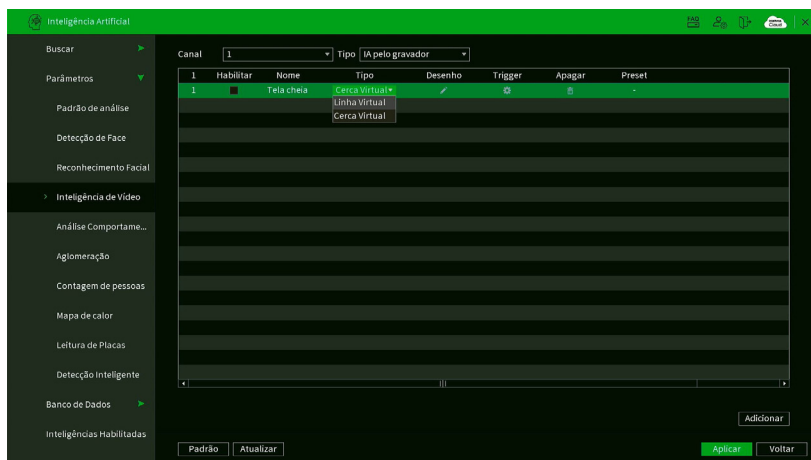 Inteligência Artificial
FAQ
Cloud
Buscar
Parâmetros
Padrão de análise
Detecção de Face
Reconhecimento Facial
Inteligência de Vídeo
Análise Comportame...
Aglomeração
Contagem de pessoas
Mapa de calor
Leitura de Placas
Detecção Inteligente
Banco de Dados
Inteligências Habilitadas
Canal 1 Tipo IA pelo gravador
1 Habilitar Nome Tipo Desenho Trigger Apagar Preset
1 Tela cheia Cerca Virtual -
Linha Virtual
Cerca Virtual
Adicionar
Padrão Atualizar Aplicar Voltar